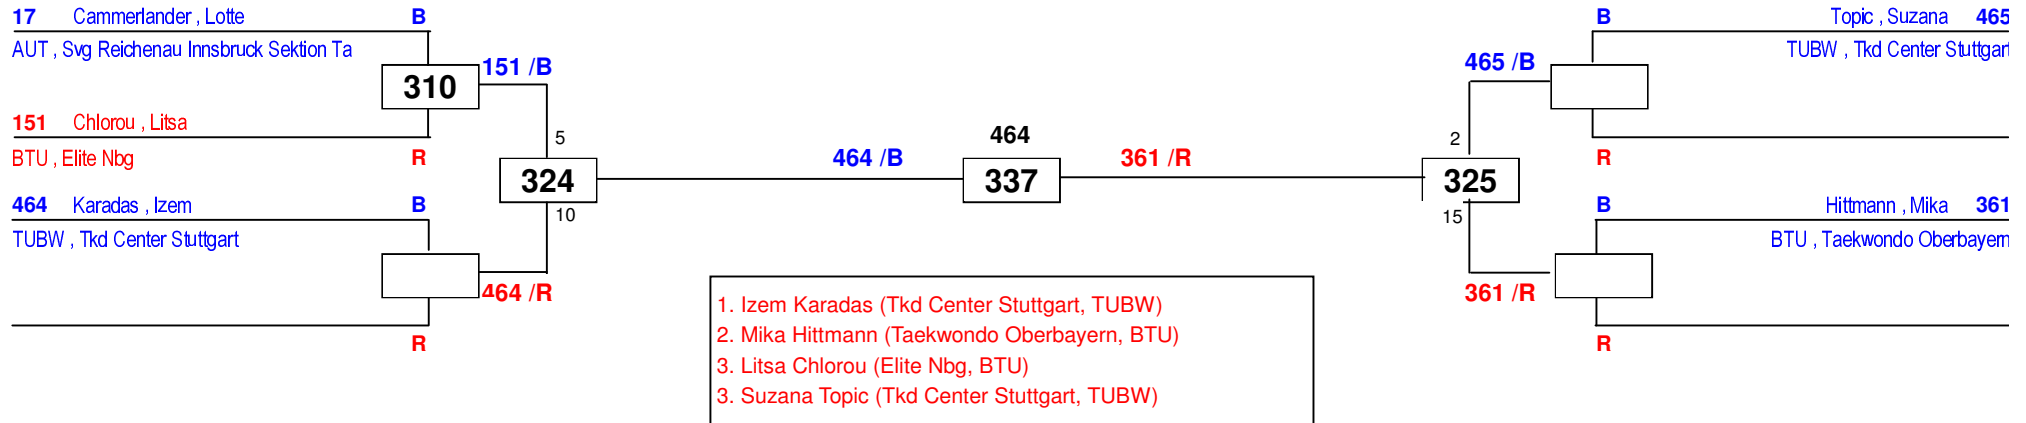 17 Cammerlander , Lotte B
AUT , Svg Reichenau Innsbruck Sektion Ta
310
151 /B
151 Chlorou , Litsa
BTU , Elite Nbg R
464 Karadas , Izem B
TUBW , Tkd Center Stuttgart
464 /R
R
5
324
10
464 /B
464
337
361 /R
2
325
15
B Topic , Suzana 465
TUBW , Tkd Center Stuttgart
465 /B
R
B Hittmann , Mika 361
BTU , Taekwondo Oberbayern
361 /R
R
1. Izem Karadas (Tkd Center Stuttgart, TUBW)
2. Mika Hittmann (Taekwondo Oberbayern, BTU)
3. Litsa Chlorou (Elite Nbg, BTU)
3. Suzana Topic (Tkd Center Stuttgart, TUBW)